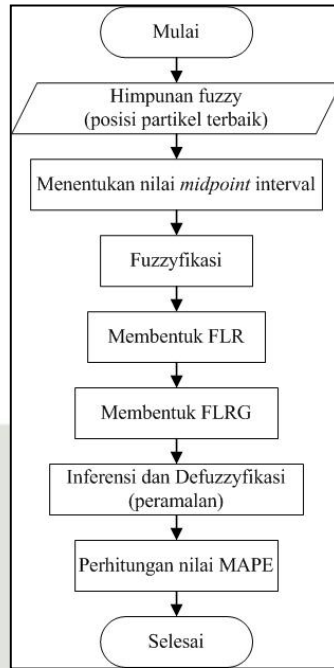 Mulai
Himpunan fuzzy
(posisi partikel terbaik)
Menentukan nilai midpoint interval
Fuzzyfikasi
Membentuk FLR
Membentuk FLRG
Inferensi dan Defuzzyfikasi
(peramalan)
Perhitungan nilai MAPE
Selesai